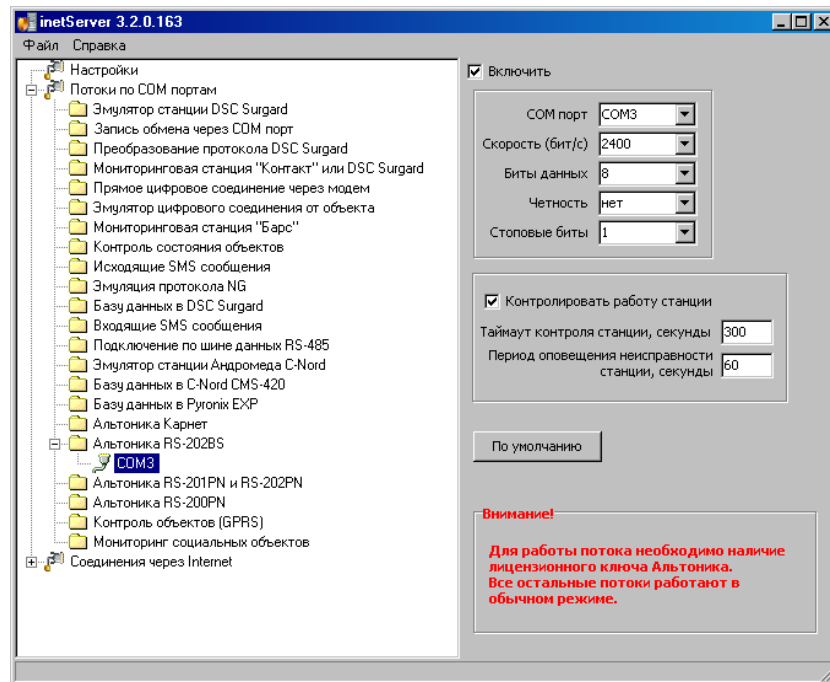 inetServer 3.2.0.163
Файл Справка
Настройки
Потоки по COM портам
Эмулятор станции DSC Surgard
Запись обмена через COM порт
Преобразование протокола DSC Surgard
Мониторинговая станция "Контакт" или DSC Surgard
Прямое цифровое соединение через модем
Эмулятор цифрового соединения от объекта
Мониторинговая станция "Барс"
Контроль состояния объектов
Исходящие SMS сообщения
Эмуляция протокола NG
Базу данных в DSC Surgard
Входящие SMS сообщения
Подключение по шине данных RS-485
Эмулятор станции Андромеда C-Nord
Базу данных в C-Nord CMS-420
Базу данных в Pyronix EXP
Альтоника Карнет
Альтоника RS-202BS
COM3
Альтоника RS-201PN и RS-202PN
Альтоника RS-200PN
Контроль объектов (GPRS)
Мониторинг социальных объектов
Соединения через Internet
Включить
COM порт COM3
Скорость (бит/с) 2400
Биты данных 8
Четность нет
Стоповые биты 1
Контролировать работу станции
Таймаут контроля станции, секунды 300
Период оповещения неисправности
станции, секунды 60
По умолчанию
Внимание!
Для работы потока необходимо наличие
лицензионного ключа Альтоника.
Все остальные потоки работают в
обычном режиме.